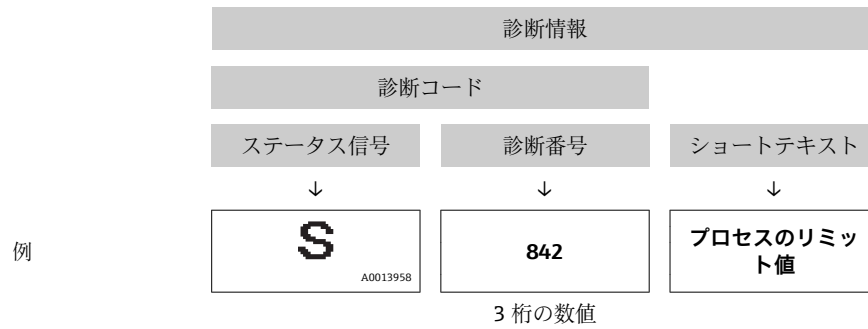 診断情報
診断コード
ステータス信号 診断番号 ショートテキスト
↓ ↓ ↓
例 S 842 プロセスのリミッ
ト値
A0013958
3 桁の数値